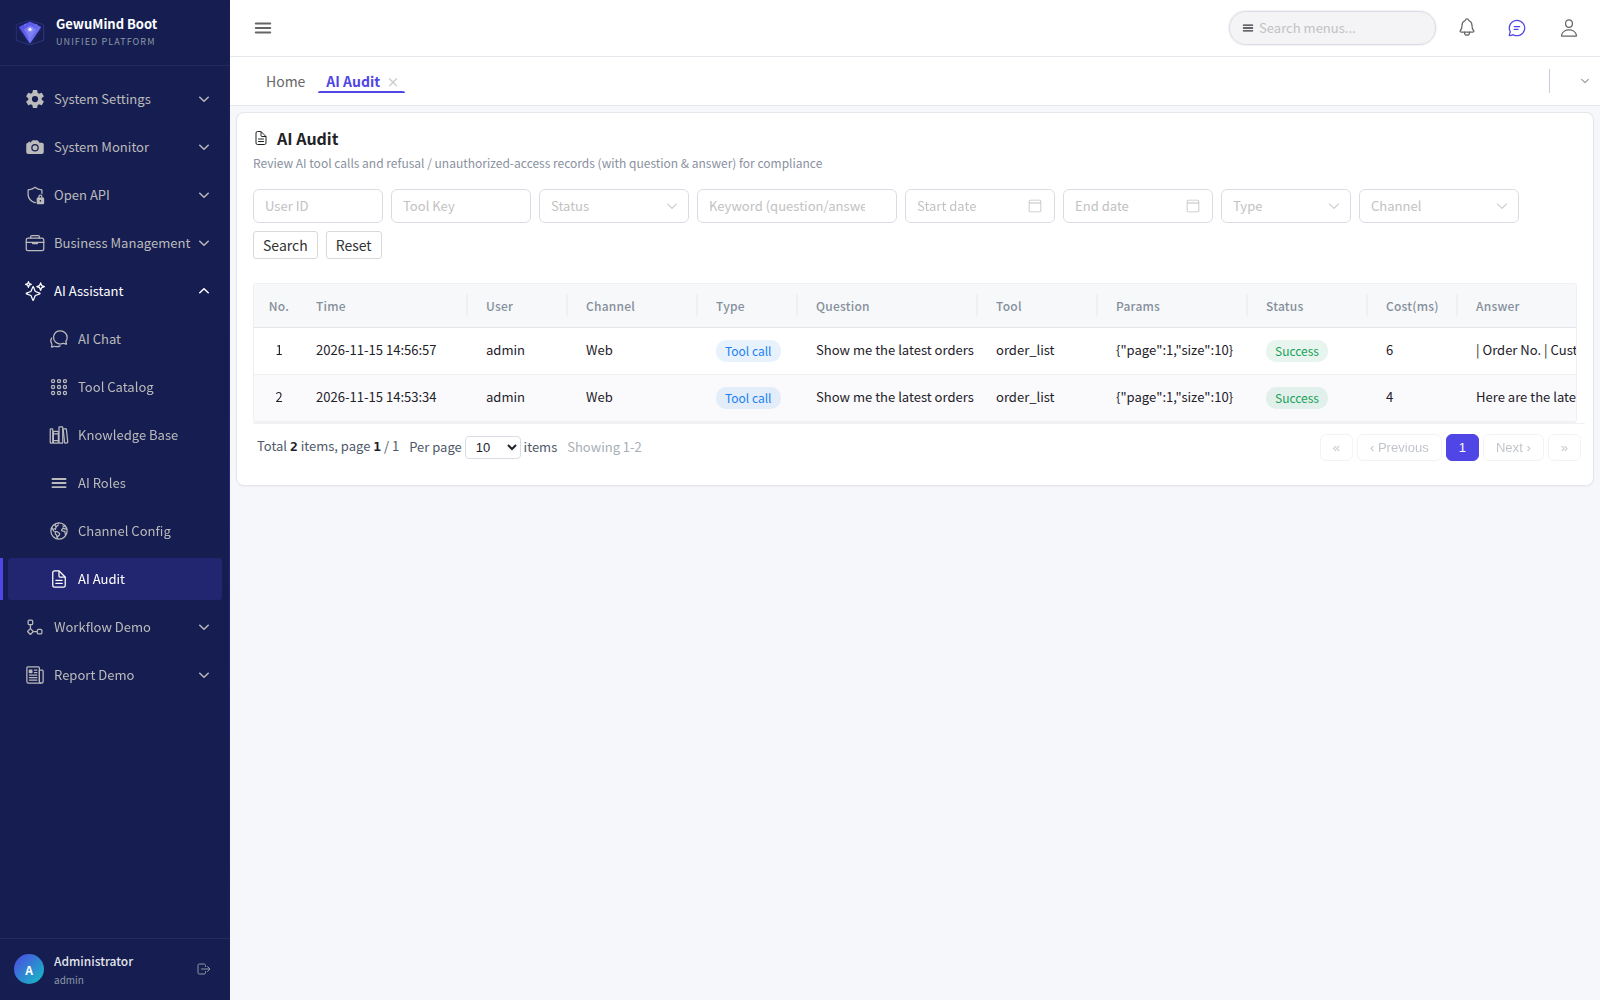 GewuMind Boot
UNIFIED PLATFORM
System Settings
System Monitor
Open API
Business Management
AI Assistant
AI Chat
Tool Catalog
Knowledge Base
AI Roles
Channel Config
AI Audit
Workflow Demo
Report Demo
A
Administrator
admin
Search menus...
Home
AI Audit
AI Audit
Review AI tool calls and refusal / unauthorized-access records (with question & answer) for compliance
User ID
Tool Key
Status
Keyword (question/answe
Start date
End date
Type
Channel
Search
Reset
No. Time User Channel Type Question Tool Params Status Cost(ms) Answer
1 2026-11-15 14:56:57 admin Web Tool call Show me the latest orders order_list {"page":1,"size":10} Success 6 | Order No. | Cust
2 2026-11-15 14:53:34 admin Web Tool call Show me the latest orders order_list {"page":1,"size":10} Success 4 Here are the late
Total 2 items, page 1 / 1 Per page 10 items Showing 1-2
« ‹ Previous 1 Next › »